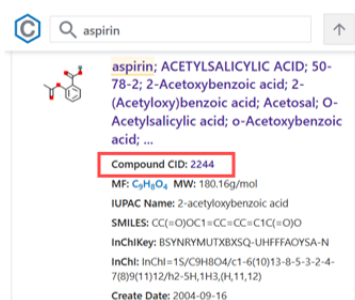 aspirin
aspirin; ACETYLSALICYLIC ACID; 50-
78-2; 2-Acetoxybenzoic acid; 2-
(Acetyloxy)benzoic acid; Acetosal; O-
Acetylsalicylic acid; o-Acetoxybenzoic
acid; ...
Compound CID: 2244
MF: C₉H₈O₄ MW: 180.16g/mol
IUPAC Name: 2-acetyloxybenzoic acid
SMILES: CC(=O)OC1=CC=CC=C1C(=O)O
InChIKey: BSYNRYMUTXBXSQ-UHFFFAOYSA-N
InChI: InChI=1S/C9H8O4/c1-6(10)13-8-5-3-2-4-
7(8)9(11)12/h2-5H,1H3,(H,11,12)
Create Date: 2004-09-16